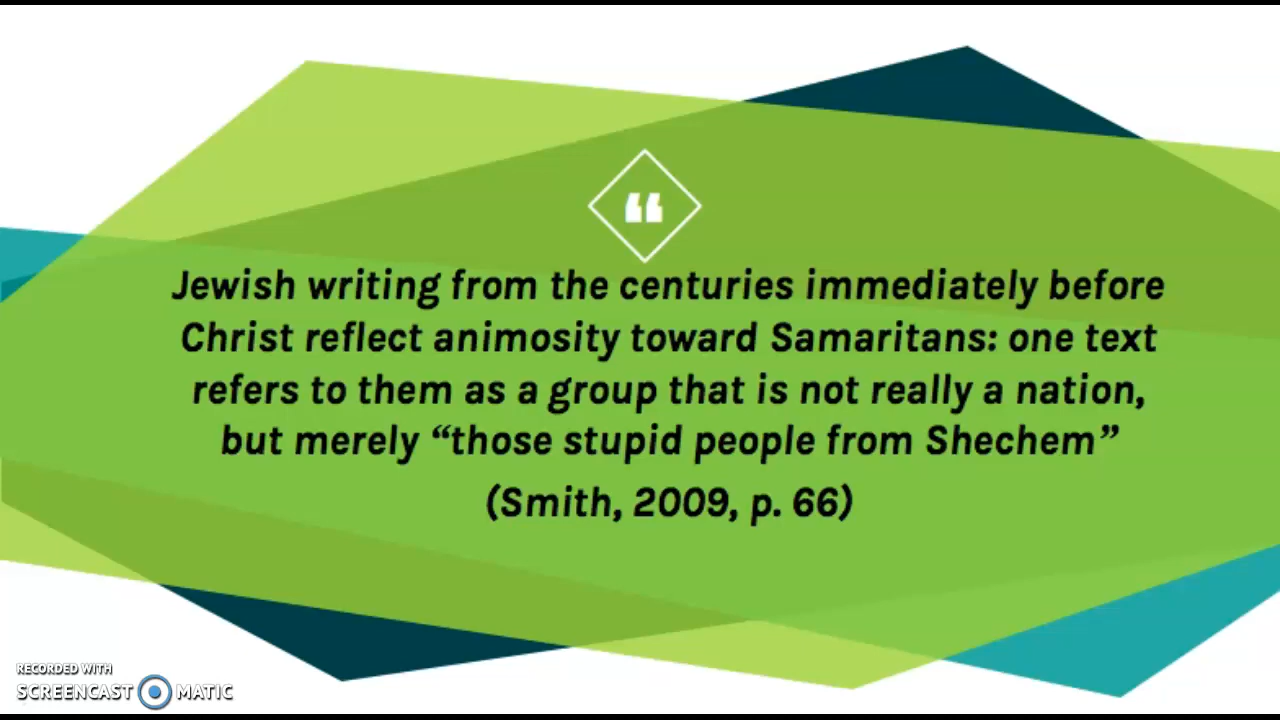 ❝
Jewish writing from the centuries immediately before
Christ reflect animosity toward Samaritans: one text
refers to them as a group that is not really a nation,
but merely “those stupid people from Shechem”
(Smith, 2009, p. 66)
RECORDED WITH
SCREENCAST MATIC